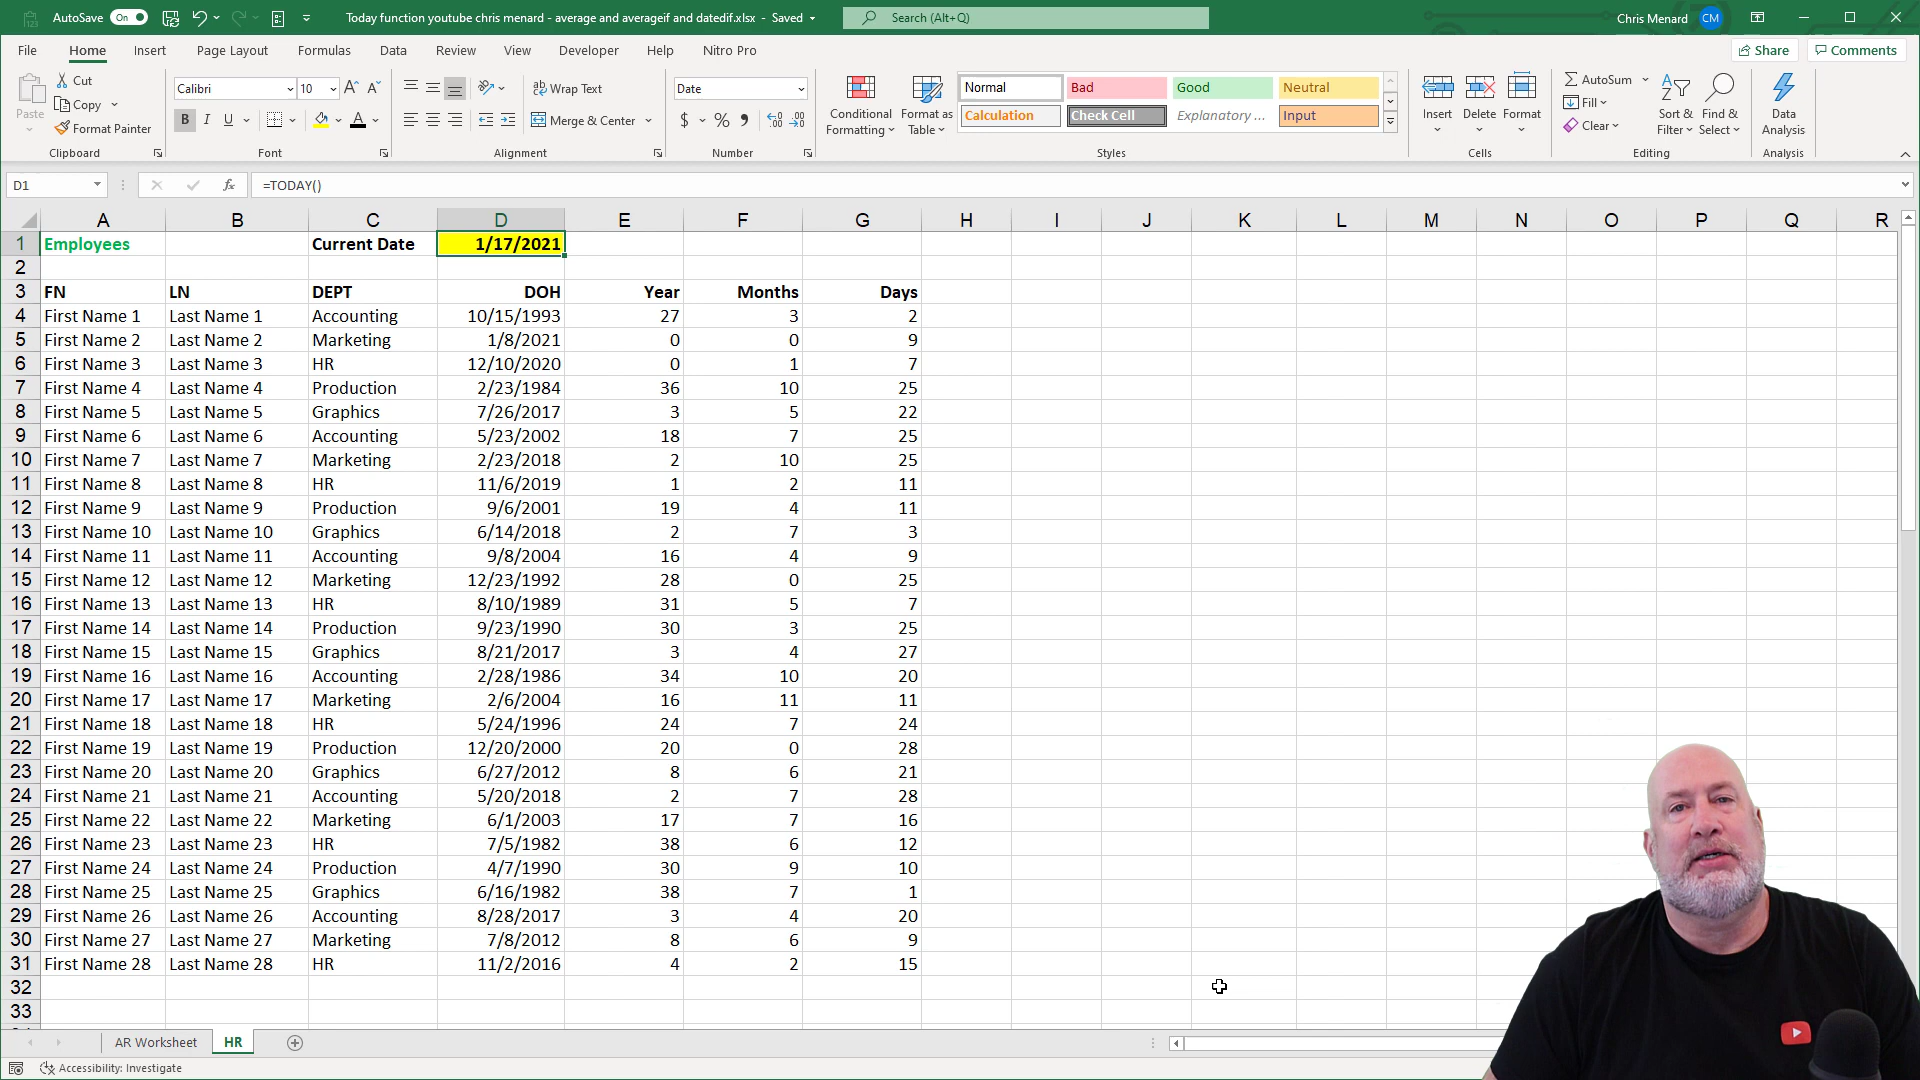 AutoSave On Today function youtube chris menard - average and averageif and datedif.xlsx - Saved Search (Alt+Q) Chris Menard CM
File Home Insert Page Layout Formulas Data Review View Developer Help Nitro Pro Share Comments
Paste Cut Copy Format Painter Clipboard
Calibri 10 A A B I U A Font
ab Wrap Text Merge & Center Alignment
Date $ % Number
Conditional Formatting Format as Table
Normal Bad Good Neutral
Calculation Check Cell Explanatory ... Input
Styles
Insert Delete Format Cells
AutoSum Fill Clear Sort & Filter Find & Select Editing
Data Analysis Analysis
D1 fx =TODAY()
A B C D E F G H I J K L M N O P Q R
1 Employees Current Date 1/17/2021
2
3 FN LN DEPT DOH Year Months Days
4 First Name 1 Last Name 1 Accounting 10/15/1993 27 3 2
5 First Name 2 Last Name 2 Marketing 1/8/2021 0 0 9
6 First Name 3 Last Name 3 HR 12/10/2020 0 1 7
7 First Name 4 Last Name 4 Production 2/23/1984 36 10 25
8 First Name 5 Last Name 5 Graphics 7/26/2017 3 5 22
9 First Name 6 Last Name 6 Accounting 5/23/2002 18 7 25
10 First Name 7 Last Name 7 Marketing 2/23/2018 2 10 25
11 First Name 8 Last Name 8 HR 11/6/2019 1 2 11
12 First Name 9 Last Name 9 Production 9/6/2001 19 4 11
13 First Name 10 Last Name 10 Graphics 6/14/2018 2 7 3
14 First Name 11 Last Name 11 Accounting 9/8/2004 16 4 9
15 First Name 12 Last Name 12 Marketing 12/23/1992 28 0 25
16 First Name 13 Last Name 13 HR 8/10/1989 31 5 7
17 First Name 14 Last Name 14 Production 9/23/1990 30 3 25
18 First Name 15 Last Name 15 Graphics 8/21/2017 3 4 27
19 First Name 16 Last Name 16 Accounting 2/28/1986 34 10 20
20 First Name 17 Last Name 17 Marketing 2/6/2004 16 11 11
21 First Name 18 Last Name 18 HR 5/24/1996 24 7 24
22 First Name 19 Last Name 19 Production 12/20/2000 20 0 28
23 First Name 20 Last Name 20 Graphics 6/27/2012 8 6 21
24 First Name 21 Last Name 21 Accounting 5/20/2018 2 7 28
25 First Name 22 Last Name 22 Marketing 6/1/2003 17 7 16
26 First Name 23 Last Name 23 HR 7/5/1982 38 6 12
27 First Name 24 Last Name 24 Production 4/7/1990 30 9 10
28 First Name 25 Last Name 25 Graphics 6/16/1982 38 7 1
29 First Name 26 Last Name 26 Accounting 8/28/2017 3 4 20
30 First Name 27 Last Name 27 Marketing 7/8/2012 8 6 9
31 First Name 28 Last Name 28 HR 11/2/2016 4 2 15
32
33
AR Worksheet HR
Accessibility: Investigate